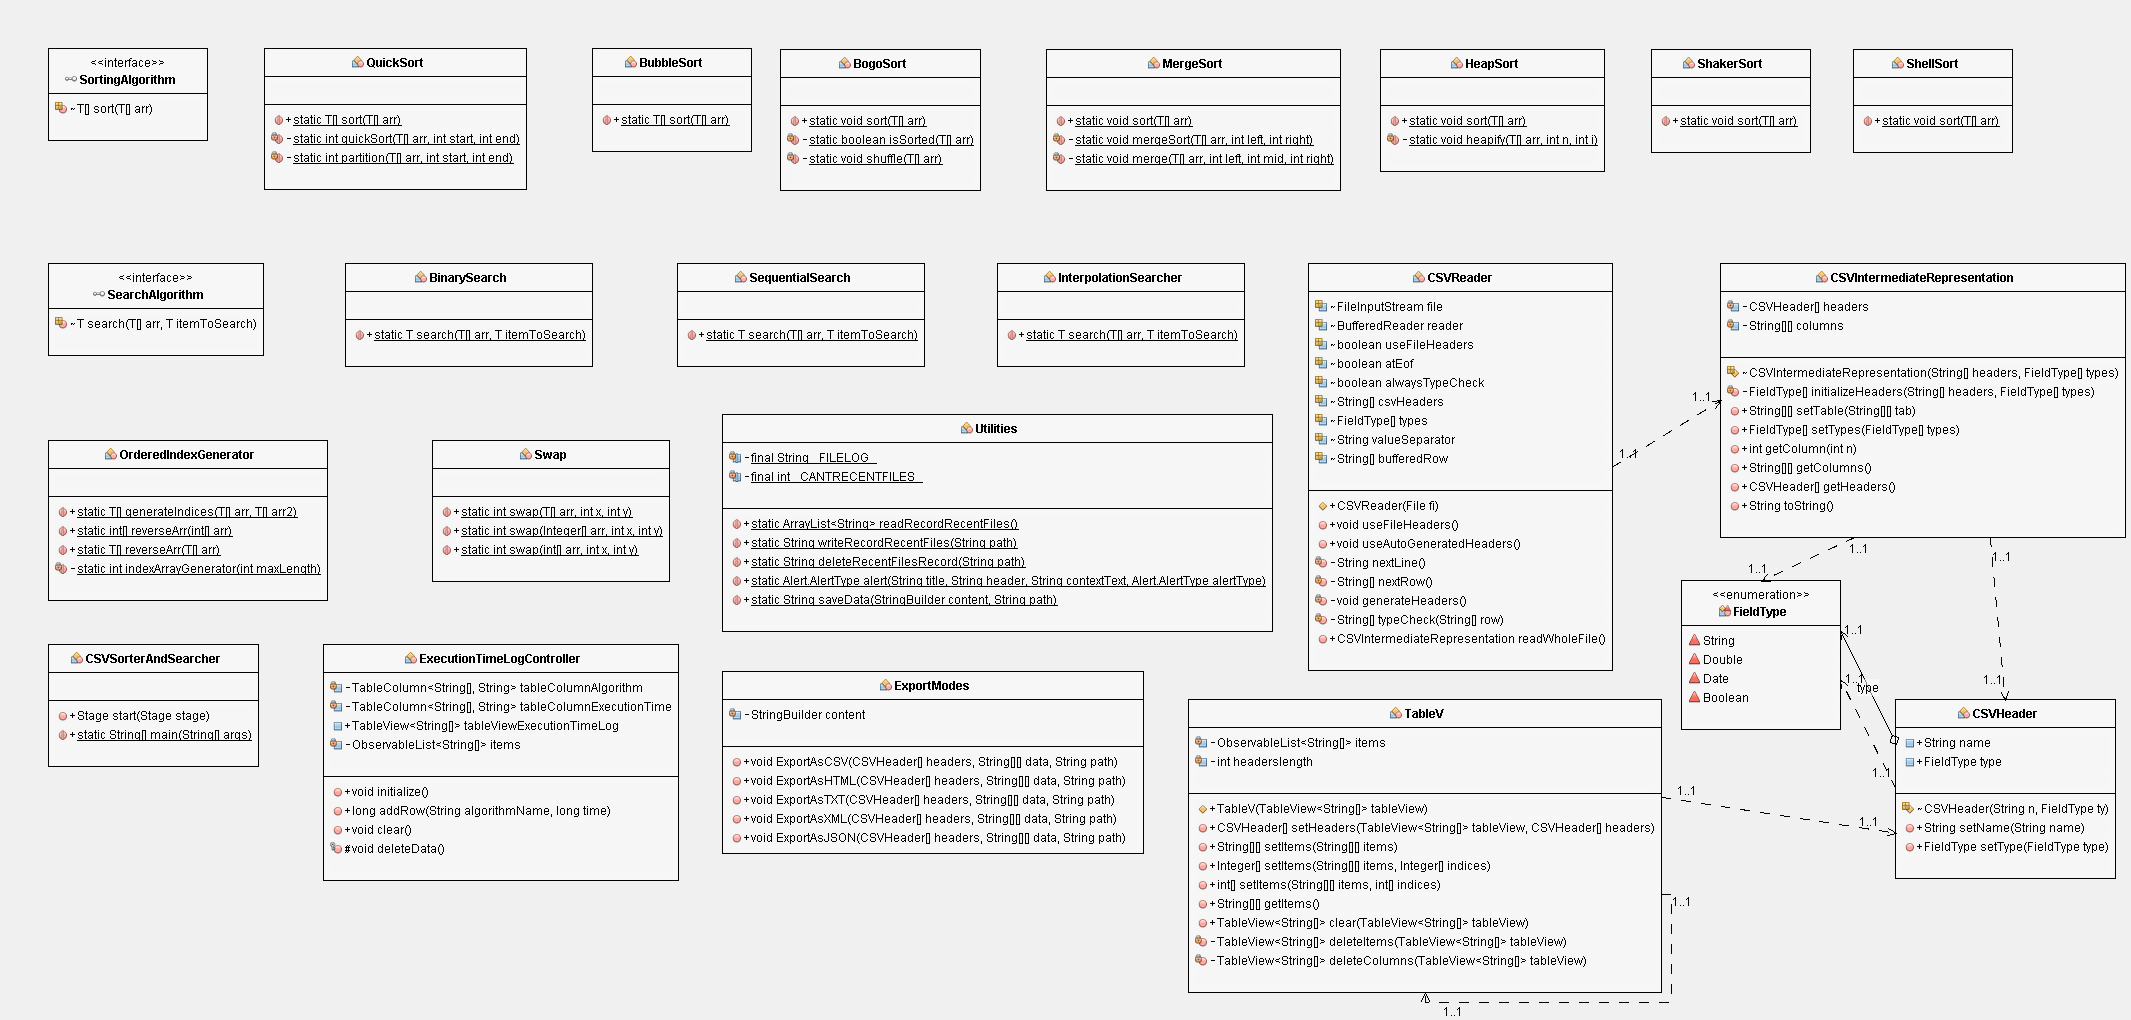 <<interface>>
SortingAlgorithm
~T[] sort(T[] arr)
QuickSort
+static T[] sort(T[] arr)
-static int quickSort(T[] arr, int start, int end)
-static int partition(T[] arr, int start, int end)
BubbleSort
+static T[] sort(T[] arr)
BogoSort
+static void sort(T[] arr)
-static boolean isSorted(T[] arr)
-static void shuffle(T[] arr)
MergeSort
+static void sort(T[] arr)
-static void mergeSort(T[] arr, int left, int right)
-static void merge(T[] arr, int left, int mid, int right)
HeapSort
+static void sort(T[] arr)
-static void heapify(T[] arr, int n, int i)
ShakerSort
+static void sort(T[] arr)
ShellSort
+static void sort(T[] arr)
<<interface>>
SearchAlgorithm
~T search(T[] arr, T itemToSearch)
BinarySearch
+static T search(T[] arr, T itemToSearch)
SequentialSearch
+static T search(T[] arr, T itemToSearch)
InterpolationSearcher
+static T search(T[] arr, T itemToSearch)
CSVReader
~FileInputStream file
~BufferedReader reader
~boolean useFileHeaders
~boolean atEof
~boolean alwaysTypeCheck
~String[] csvHeaders
~FieldType[] types
~String valueSeparator
~String[] bufferedRow
+CSVReader(File fi)
+void useFileHeaders()
+void useAutoGeneratedHeaders()
-String nextLine()
-String[] nextRow()
-void generateHeaders()
-String[] typeCheck(String[] row)
+CSVIntermediateRepresentation readWholeFile()
1..1
1..1
CSVIntermediateRepresentation
-CSVHeader[] headers
-String[][] columns
~CSVIntermediateRepresentation(String[] headers, FieldType[] types)
-FieldType[] initializeHeaders(String[] headers, FieldType[] types)
+String[][] setTable(String[][] tab)
+FieldType[] setTypes(FieldType[] types)
+int getColumn(int n)
+String[][] getColumns()
+CSVHeader[] getHeaders()
+String toString()
1..1
1..1
1..1
1..1
OrderedIndexGenerator
+static T[] generateIndices(T[] arr, T[] arr2)
+static int[] reverseArr(int[] arr)
+static T[] reverseArr(T[] arr)
-static int indexArrayGenerator(int maxLength)
Swap
+static int swap(T[] arr, int x, int y)
+static int swap(Integer[] arr, int x, int y)
+static int swap(int[] arr, int x, int y)
Utilities
-final String _FILELOG_
-final int _CANTRECENTFILES_
+static ArrayList<String> readRecordRecentFiles()
+static String writeRecordRecentFiles(String path)
+static String deleteRecentFilesRecord(String path)
+static Alert.AlertType alert(String title, String header, String contextText, Alert.AlertType alertType)
+static String saveData(StringBuilder content, String path)
<<enumeration>>
FieldType
String
Double
Date
Boolean
1..1
1..1
type
1..1
CSVSorterAndSearcher
+Stage start(Stage stage)
+static String[] main(String[] args)
ExecutionTimeLogController
-TableColumn<String[], String> tableColumnAlgorithm
-TableColumn<String[], String> tableColumnExecutionTime
+TableView<String[]> tableViewExecutionTimeLog
-ObservableList<String[]> items
+void initialize()
+long addRow(String algorithmName, long time)
+void clear()
#void deleteData()
ExportModes
-StringBuilder content
+void ExportAsCSV(CSVHeader[] headers, String[][] data, String path)
+void ExportAsHTML(CSVHeader[] headers, String[][] data, String path)
+void ExportAsTXT(CSVHeader[] headers, String[][] data, String path)
+void ExportAsXML(CSVHeader[] headers, String[][] data, String path)
+void ExportAsJSON(CSVHeader[] headers, String[][] data, String path)
TableV
-ObservableList<String[]> items
-int headerslength
+TableV(TableView<String[]> tableView)
+CSVHeader[] setHeaders(TableView<String[]> tableView, CSVHeader[] headers)
+String[][] setItems(String[][] items)
+Integer[] setItems(String[][] items, Integer[] indices)
+int[] setItems(String[][] items, int[] indices)
+String[][] getItems()
+TableView<String[]> clear(TableView<String[]> tableView)
-TableView<String[]> deleteItems(TableView<String[]> tableView)
-TableView<String[]> deleteColumns(TableView<String[]> tableView)
1..1
1..1
1..1
1..1
CSVHeader
+String name
+FieldType type
~CSVHeader(String n, FieldType ty)
+String setName(String name)
+FieldType setType(FieldType type)